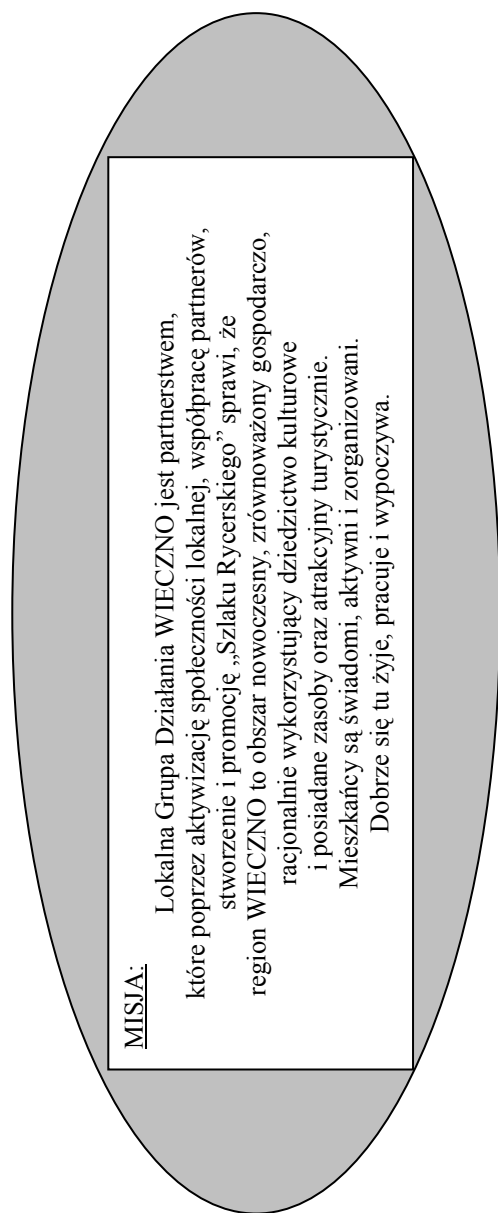 MISJA:
Lokalna Grupa Działania WIECZNO jest partnerstwem,
które poprzez aktywizację społeczności lokalnej, współpracę partnerów,
stworzenie i promocję „Szlaku Rycerskiego” sprawi, że
region WIECZNO to obszar nowoczesny, zrównoważony gospodarczo,
racjonalnie wykorzystujący dziedzictwo kulturowe
i posiadane zasoby oraz atrakcyjny turystycznie.
Mieszkańcy są świadomi, aktywni i zorganizowani.
Dobrze się tu żyje, pracuje i wypoczywa.